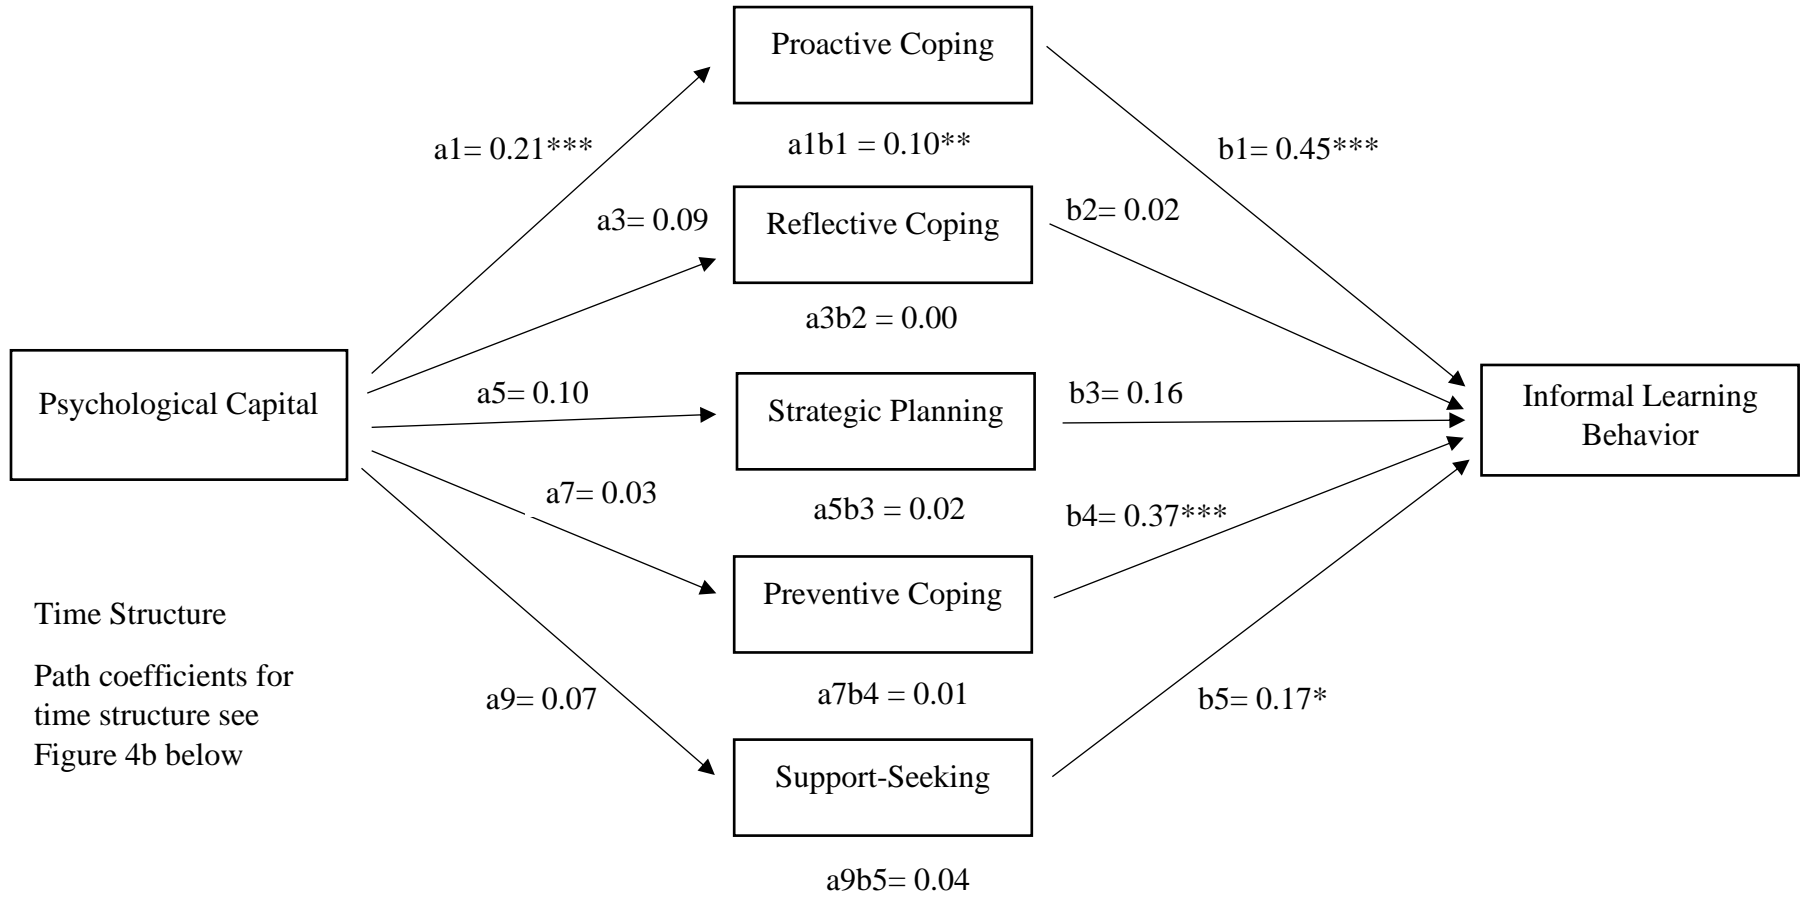 Proactive Coping
a1= 0.21***
a1b1 = 0.10**
b1= 0.45***
a3= 0.09
Reflective Coping
b2= 0.02
a3b2 = 0.00
Psychological Capital
a5= 0.10
Strategic Planning
b3= 0.16
Informal Learning
Behavior
a7= 0.03
a5b3 = 0.02
b4= 0.37***
Preventive Coping
Time Structure
Path coefficients for
time structure see
Figure 4b below
a9= 0.07
a7b4 = 0.01
b5= 0.17*
Support-Seeking
a9b5= 0.04